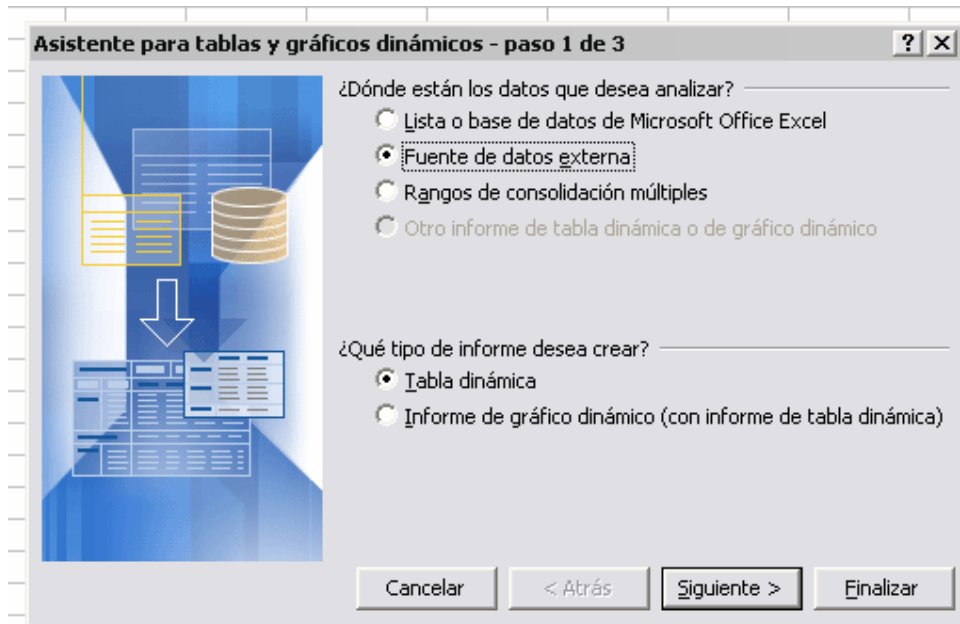 Asistente para tablas y gráficos dinámicos - paso 1 de 3
¿Dónde están los datos que desea analizar?
Lista o base de datos de Microsoft Office Excel
Fuente de datos externa
Rangos de consolidación múltiples
Otro informe de tabla dinámica o de gráfico dinámico
¿Qué tipo de informe desea crear?
Tabla dinámica
Informe de gráfico dinámico (con informe de tabla dinámica)
Cancelar < Atrás Siguiente > Finalizar